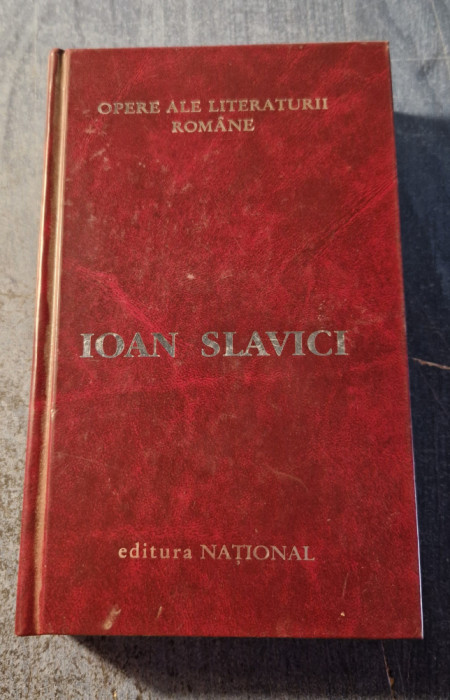 OPERE ALE LITERATURII
ROMÂNE
IOAN SLAVICI
editura NAȚIONAL